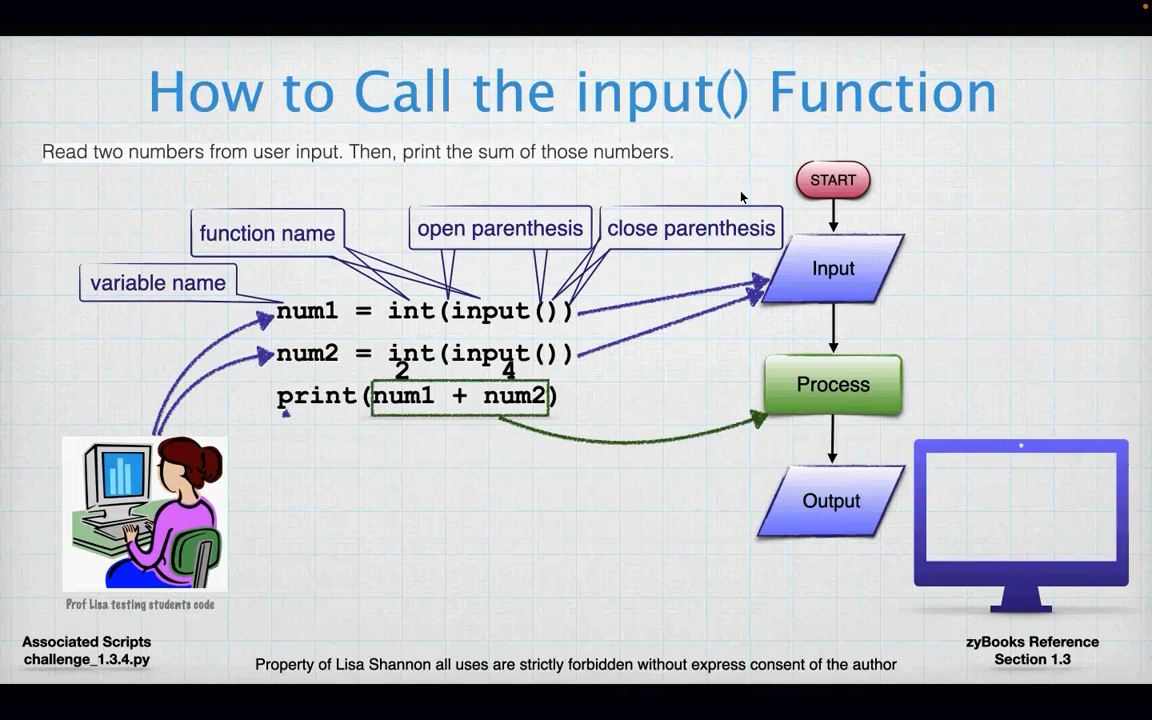 How to Call the input() Function
Read two numbers from user input. Then, print the sum of those numbers.
START
function name
open parenthesis
close parenthesis
variable name
Input
num1 = int(input())
num2 = int(input())
2 4
print(num1 + num2)
Process
Output
Prof Lisa testing students code
Associated Scripts
challenge_1.3.4.py
Property of Lisa Shannon all uses are strictly forbidden without express consent of the author
zyBooks Reference
Section 1.3